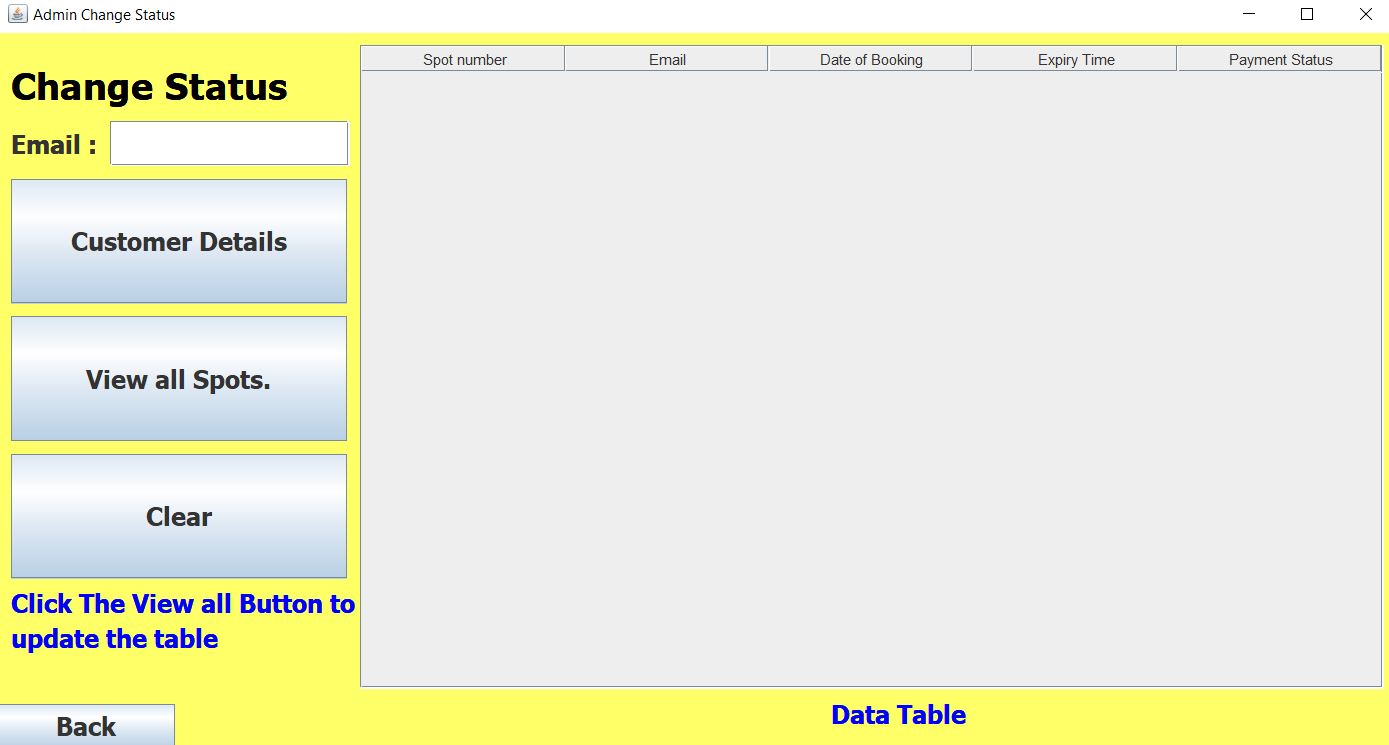 Admin Change Status
Change Status
Email :
Customer Details
View all Spots.
Clear
Click The View all Button to
update the table
Back
Spot number
Email
Date of Booking
Expiry Time
Payment Status
Data Table